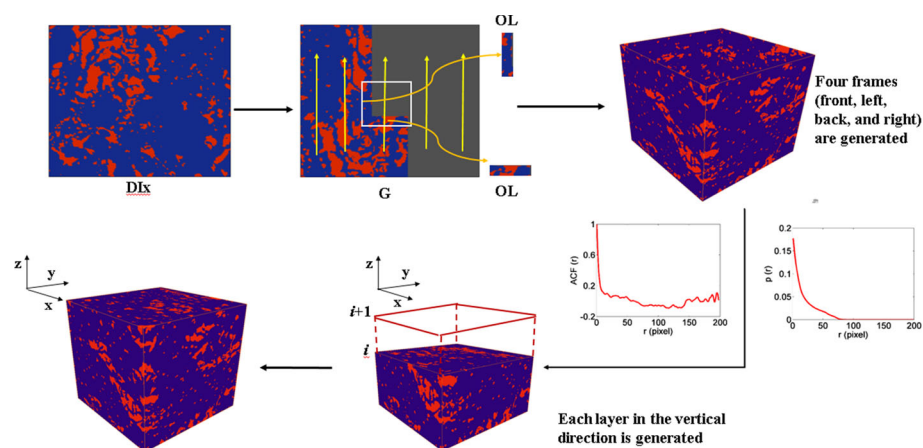 OL
DIx
G
OL
Four frames
(front, left,
back, and right)
are generated
1
0.6
0.2
-0.2
ACF (r)
0
50
100
150
200
r (pixel)
0.2
0.15
0.1
0.05
0
p (r)
0
50
100
150
200
r (pixel)
z
y
x
z
y
x
i+1
i
Each layer in the vertical
direction is generated